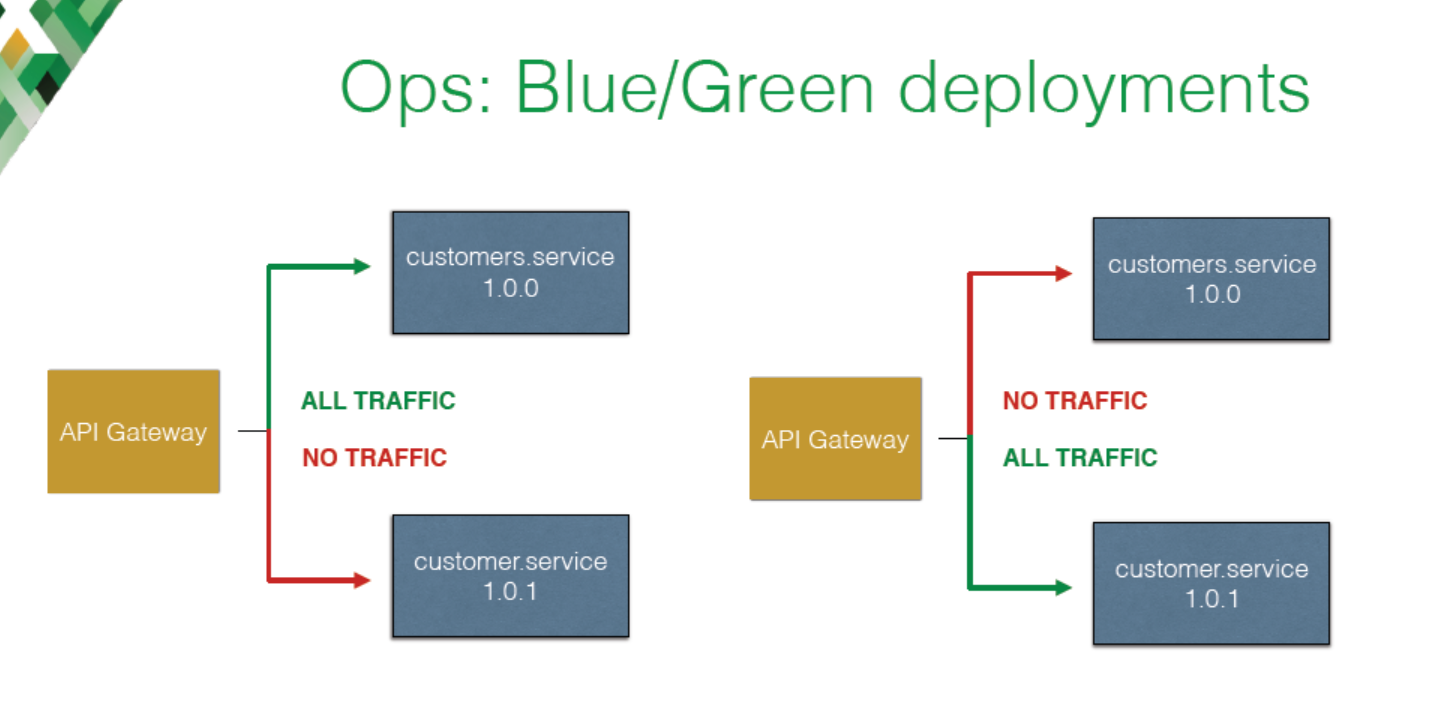 Ops: Blue/Green deployments
customers.service
1.0.0
API Gateway
ALL TRAFFIC
NO TRAFFIC
customer.service
1.0.1
customers.service
1.0.0
API Gateway
NO TRAFFIC
ALL TRAFFIC
customer.service
1.0.1